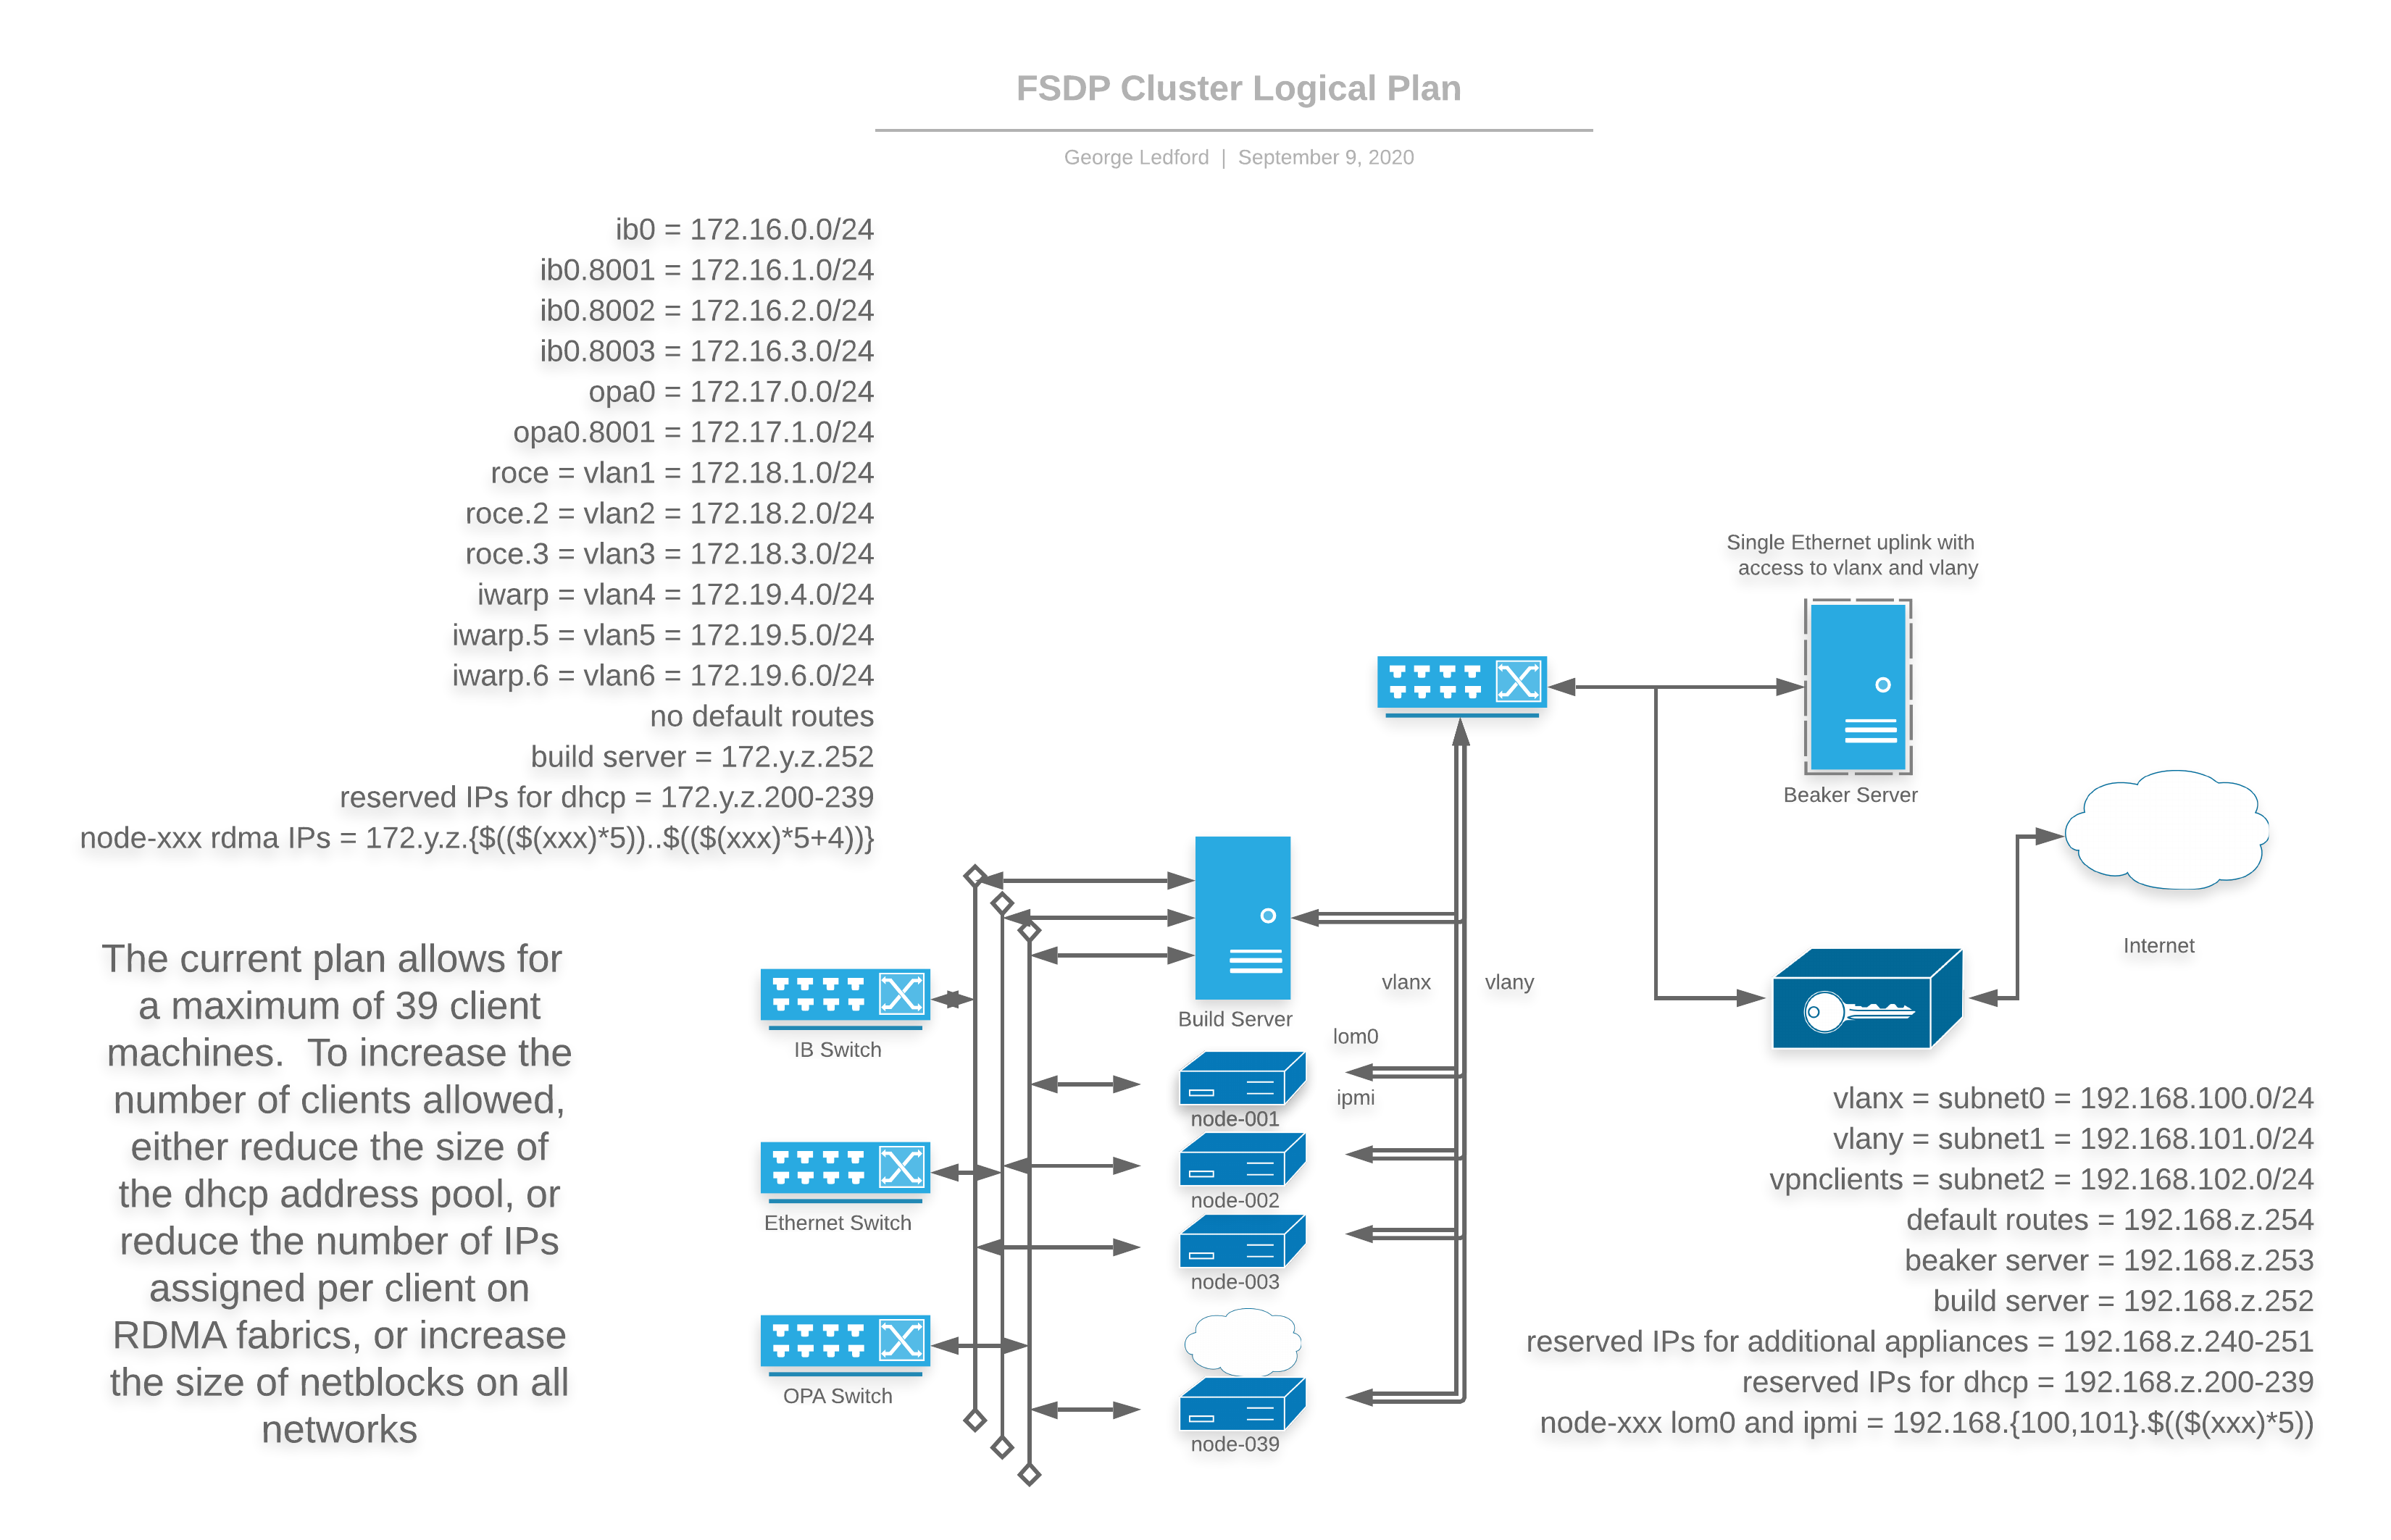 FSDP Cluster Logical Plan
George Ledford | September 9, 2020
ib0 = 172.16.0.0/24
ib0.8001 = 172.16.1.0/24
ib0.8002 = 172.16.2.0/24
ib0.8003 = 172.16.3.0/24
opa0 = 172.17.0.0/24
opa0.8001 = 172.17.1.0/24
roce = vlan1 = 172.18.1.0/24
roce.2 = vlan2 = 172.18.2.0/24
roce.3 = vlan3 = 172.18.3.0/24
iwarp = vlan4 = 172.19.4.0/24
iwarp.5 = vlan5 = 172.19.5.0/24
iwarp.6 = vlan6 = 172.19.6.0/24
no default routes
build server = 172.y.z.252
reserved IPs for dhcp = 172.y.z.200-239
node-xxx rdma IPs = 172.y.z.{$(($(xxx)*5))..$(($(xxx)*5+4))}
The current plan allows for
a maximum of 39 client
machines.  To increase the
number of clients allowed,
either reduce the size of
the dhcp address pool, or
reduce the number of IPs
assigned per client on
RDMA fabrics, or increase
the size of netblocks on all
networks
IB Switch
Ethernet Switch
OPA Switch
Build Server
node-001
node-002
node-003
node-039
vlanx
vlany
lom0
ipmi
Single Ethernet uplink with
access to vlanx and vlany
Beaker Server
Internet
vlanx = subnet0 = 192.168.100.0/24
vlany = subnet1 = 192.168.101.0/24
vpnclients = subnet2 = 192.168.102.0/24
default routes = 192.168.z.254
beaker server = 192.168.z.253
build server = 192.168.z.252
reserved IPs for additional appliances = 192.168.z.240-251
reserved IPs for dhcp = 192.168.z.200-239
node-xxx lom0 and ipmi = 192.168.{100,101}.$(($(xxx)*5))